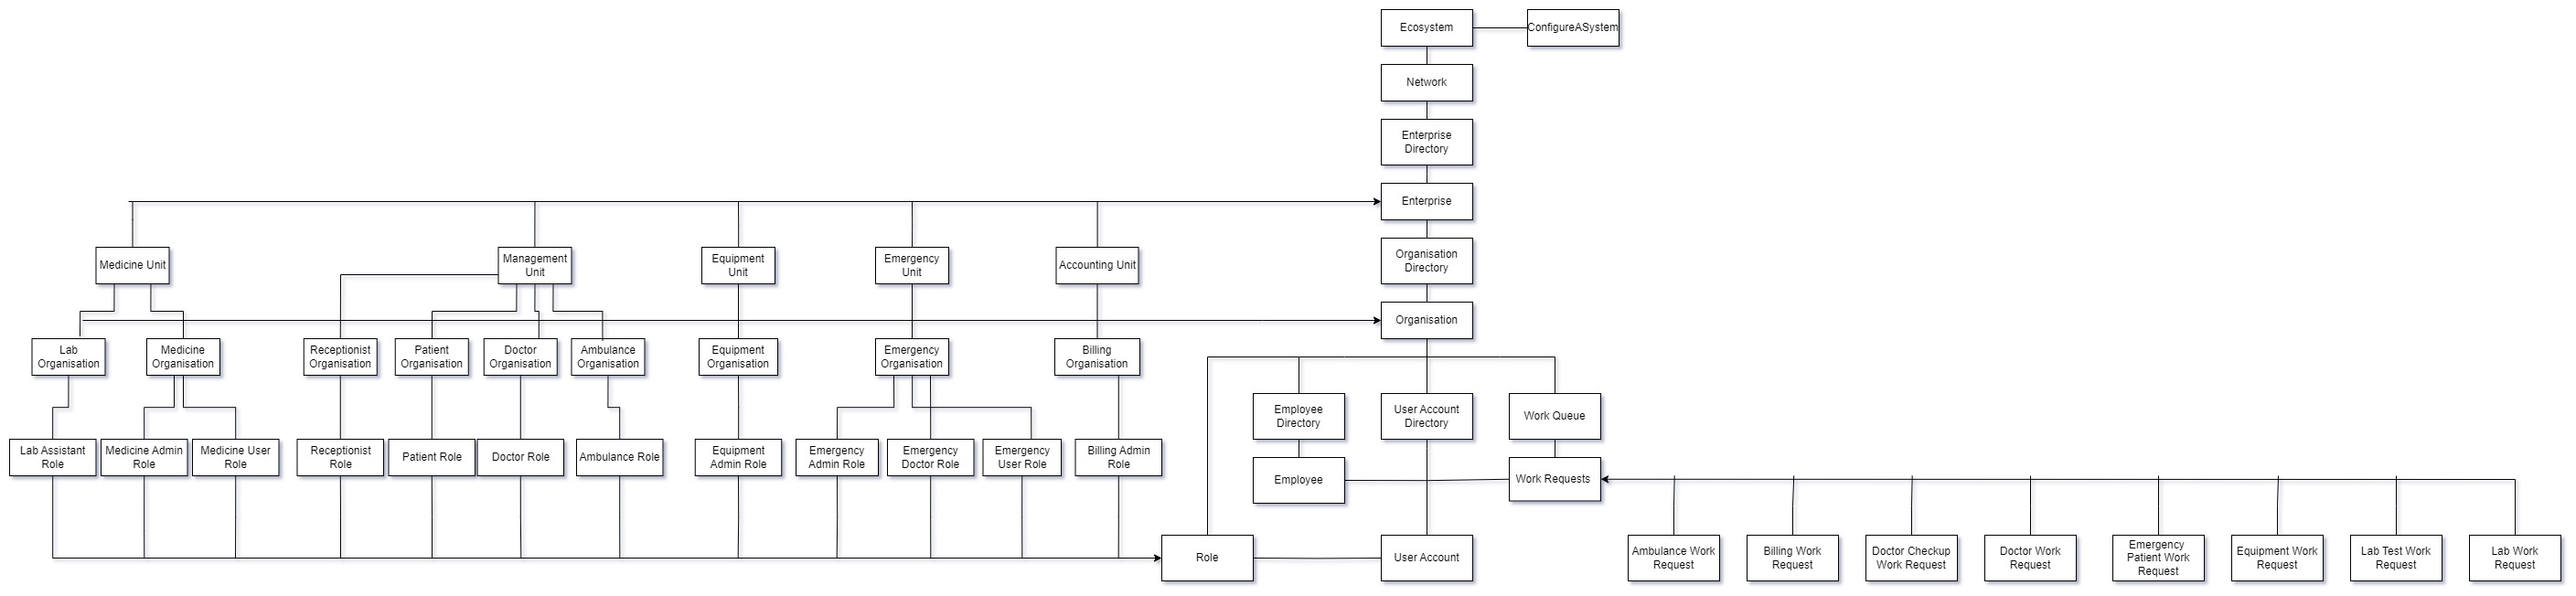 Ecosystem
ConfigureASystem
Network
Enterprise
Directory
Enterprise
Medicine Unit
Management
Unit
Equipment
Unit
Emergency
Unit
Accounting Unit
Organisation
Directory
Organisation
Lab
Organisation
Medicine
Organisation
Receptionist
Organisation
Patient
Organisation
Doctor
Organisation
Ambulance
Organisation
Equipment
Organisation
Emergency
Organisation
Billing
Organisation
Employee
Directory
User Account
Directory
Work Queue
Lab Assistant
Role
Medicine Admin
Role
Medicine User
Role
Receptionist
Role
Patient Role
Doctor Role
Ambulance Role
Equipment
Admin Role
Emergency
Admin Role
Emergency
Doctor Role
Emergency
User Role
Billing Admin
Role
Employee
Work Requests
Role
User Account
Ambulance Work
Request
Billing Work
Request
Doctor Checkup
Work Request
Doctor Work
Request
Emergency
Patient Work
Request
Equipment Work
Request
Lab Test Work
Request
Lab Work
Request